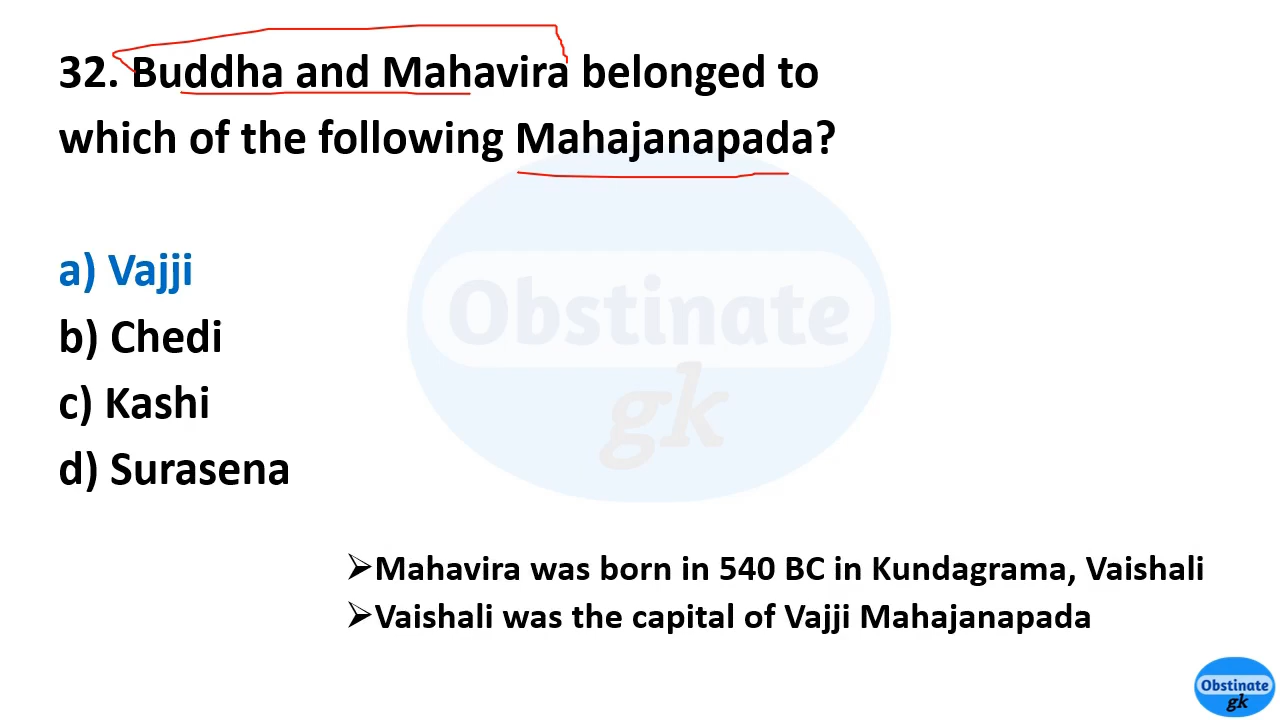 32. Buddha and Mahavira belonged to
which of the following Mahajanapada?
a) Vajji
b) Chedi
c) Kashi
d) Surasena
Obstinate
gk
➢Mahavira was born in 540 BC in Kundagrama, Vaishali
➢Vaishali was the capital of Vajji Mahajanapada
Obstinate
gk